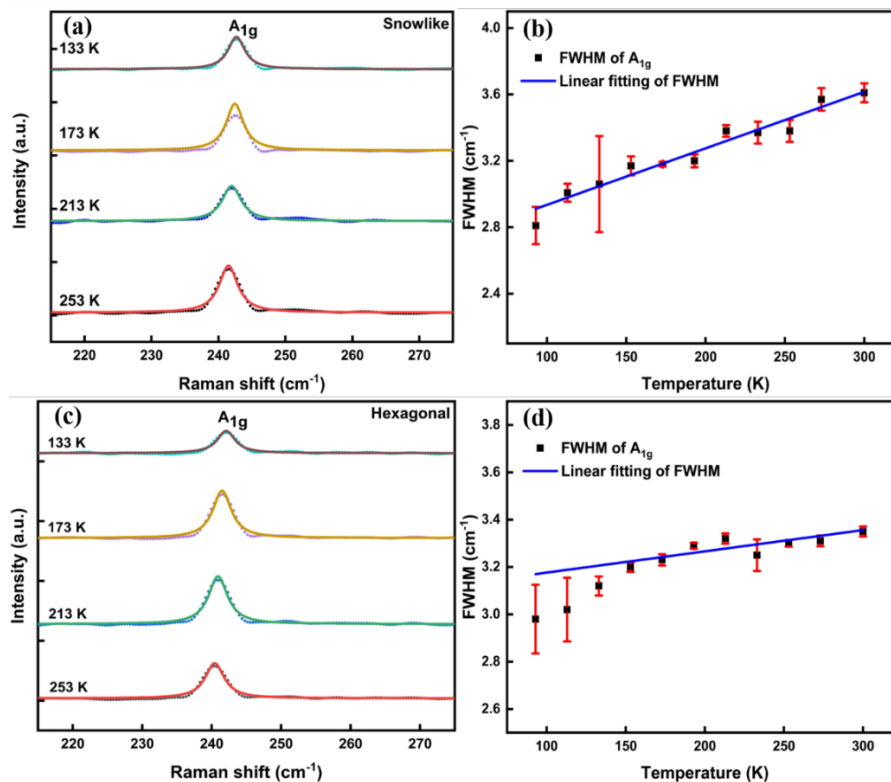 (a)
A1g
Snowlike
133 K
173 K
213 K
253 K
Intensity (a.u.)
220 230 240 250 260 270
Raman shift (cm-1)
(b)
FWHM of A1g
Linear fitting of FWHM
FWHM (cm-1)
4.0
3.6
3.2
2.8
2.4
100 150 200 250 300
Temperature (K)
(c)
A1g
Hexagonal
133 K
173 K
213 K
253 K
Intensity (a.u.)
220 230 240 250 260 270
Raman shift (cm-1)
(d)
FWHM of A1g
Linear fitting of FWHM
FWHM (cm-1)
3.8
3.6
3.4
3.2
3.0
2.8
2.6
100 150 200 250 300
Temperature (K)